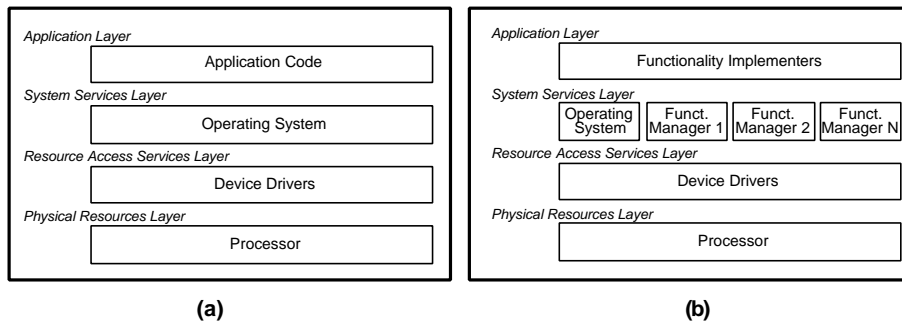 Application Layer
Application Code
System Services Layer
Operating System
Resource Access Services Layer
Device Drivers
Physical Resources Layer
Processor
(a)
Application Layer
Functionality Implementers
System Services Layer
Operating System
Funct. Manager 1
Funct. Manager 2
Funct. Manager N
Resource Access Services Layer
Device Drivers
Physical Resources Layer
Processor
(b)